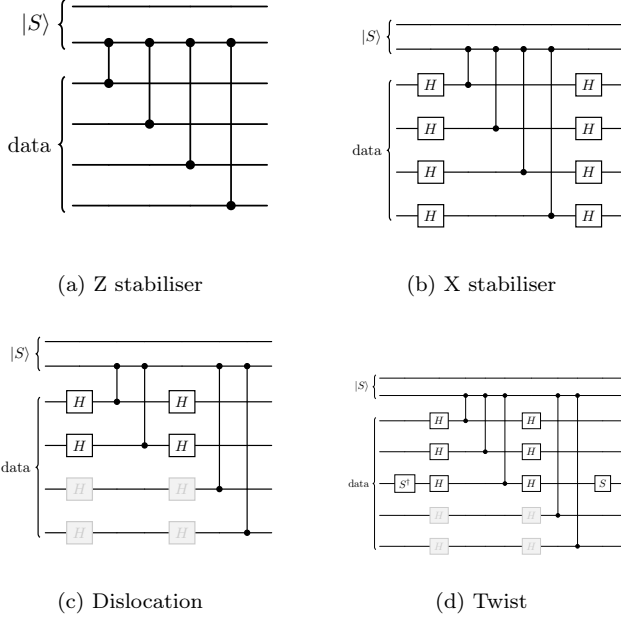 |S⟩
data
(a) Z stabiliser
|S⟩
data
H H
H H
H H
H H
(b) X stabiliser
|S⟩
data
H H
H H
H H
H H
(c) Dislocation
|S⟩
data
H H
H H
S† H H S
H H
H H
(d) Twist